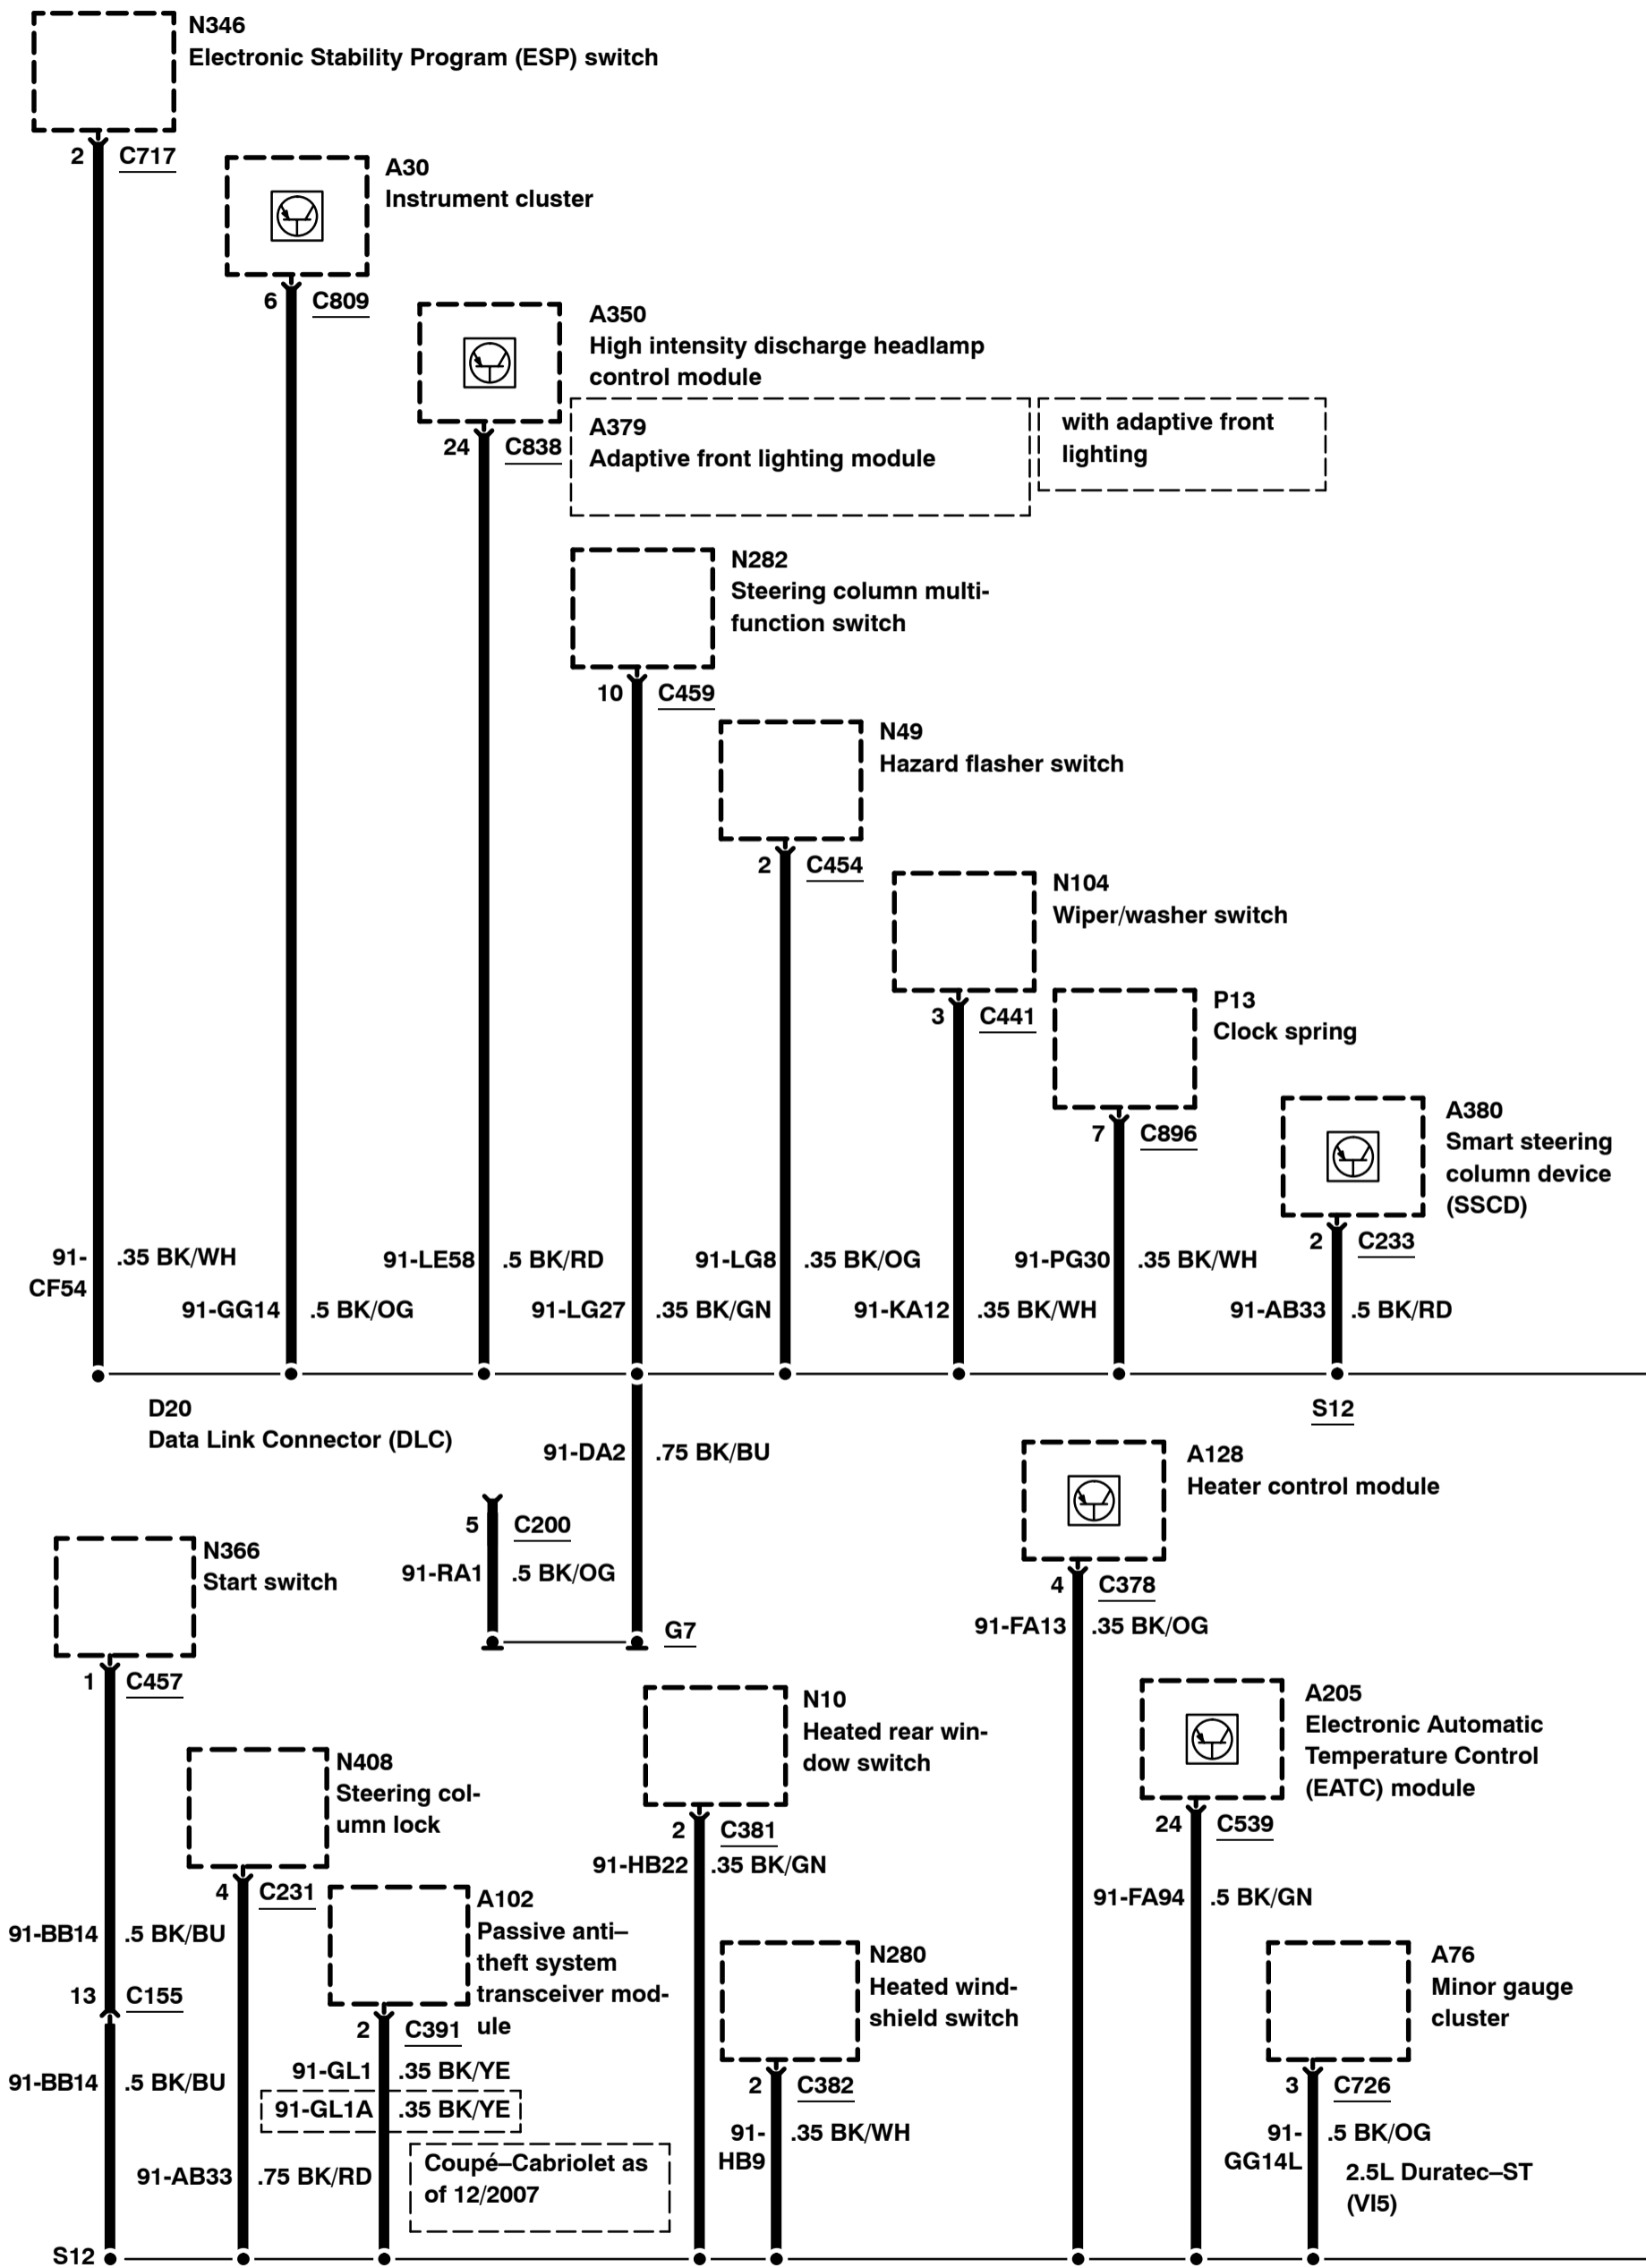 N346
Electronic Stability Program (ESP) switch
2 C717
A30
Instrument cluster
6 C809
A350
High intensity discharge headlamp
control module
A379
Adaptive front lighting module
with adaptive front
lighting
24 C838
N282
Steering column multi-
function switch
10 C459
N49
Hazard flasher switch
2 C454
N104
Wiper/washer switch
3 C441
P13
Clock spring
7 C896
A380
Smart steering
column device
(SSCD)
2 C233
91-
CF54
.35 BK/WH
91-GG14 .5 BK/OG
91-LE58 .5 BK/RD
91-LG27 .35 BK/GN
91-LG8 .35 BK/OG
91-KA12 .35 BK/WH
91-PG30 .35 BK/WH
91-AB33 .5 BK/RD
S12
D20
Data Link Connector (DLC)
91-DA2 .75 BK/BU
5 C200
91-RA1 .5 BK/OG
G7
A128
Heater control module
4 C378
91-FA13 .35 BK/OG
N366
Start switch
1 C457
N408
Steering col-
umn lock
4 C231
N10
Heated rear win-
dow switch
2 C381
91-HB22 .35 BK/GN
A205
Electronic Automatic
Temperature Control
(EATC) module
24 C539
91-FA94 .5 BK/GN
91-BB14 .5 BK/BU
13 C155
91-BB14 .5 BK/BU
A102
Passive anti–
theft system
transceiver mod-
ule
2 C391
91-GL1 .35 BK/YE
91-GL1A .35 BK/YE
Coupé–Cabriolet as
of 12/2007
91-AB33 .75 BK/RD
N280
Heated wind-
shield switch
2 C382
91-
HB9
.35 BK/WH
A76
Minor gauge
cluster
3 C726
91-
GG14L
.5 BK/OG
2.5L Duratec–ST
(VI5)
S12